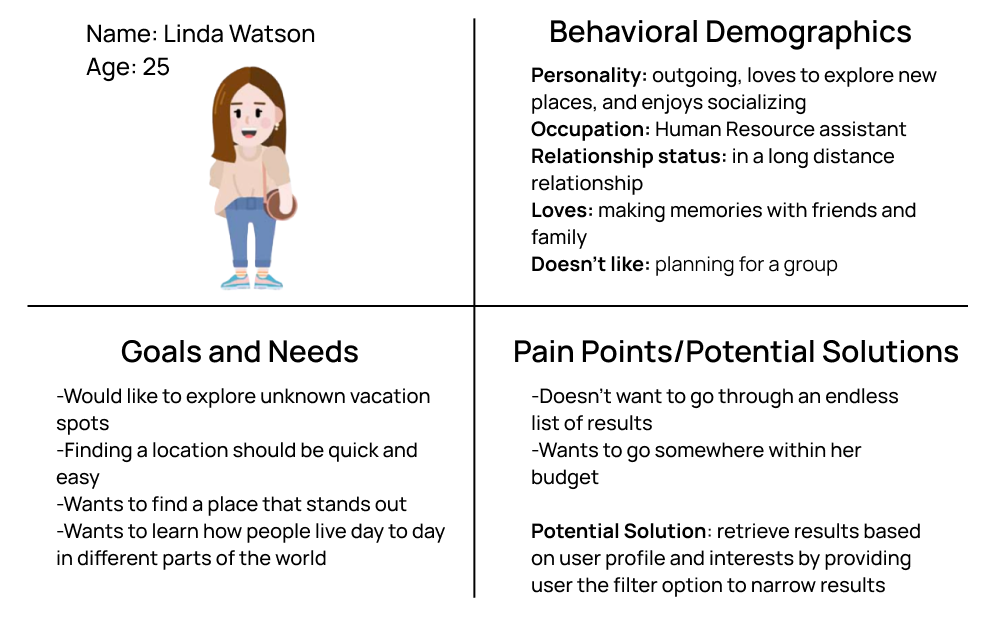 Name: Linda Watson
Age: 25
Behavioral Demographics
Personality: outgoing, loves to explore new
places, and enjoys socializing
Occupation: Human Resource assistant
Relationship status: in a long distance
relationship
Loves: making memories with friends and
family
Doesn't like: planning for a group
Goals and Needs
-Would like to explore unknown vacation
spots
-Finding a location should be quick and
easy
-Wants to find a place that stands out
-Wants to learn how people live day to day
in different parts of the world
Pain Points/Potential Solutions
-Doesn't want to go through an endless
list of results
-Wants to go somewhere within her
budget
Potential Solution: retrieve results based
on user profile and interests by providing
user the filter option to narrow results